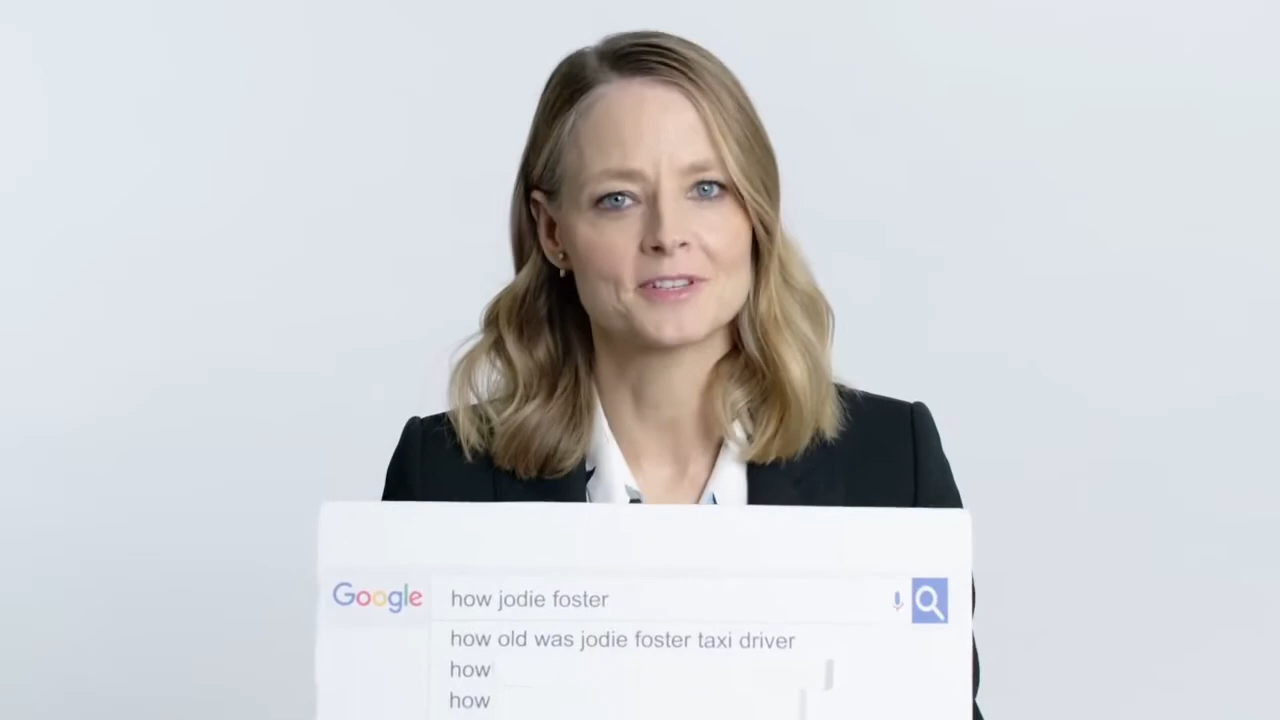 Google how jodie foster
how old was jodie foster taxi driver
how
how